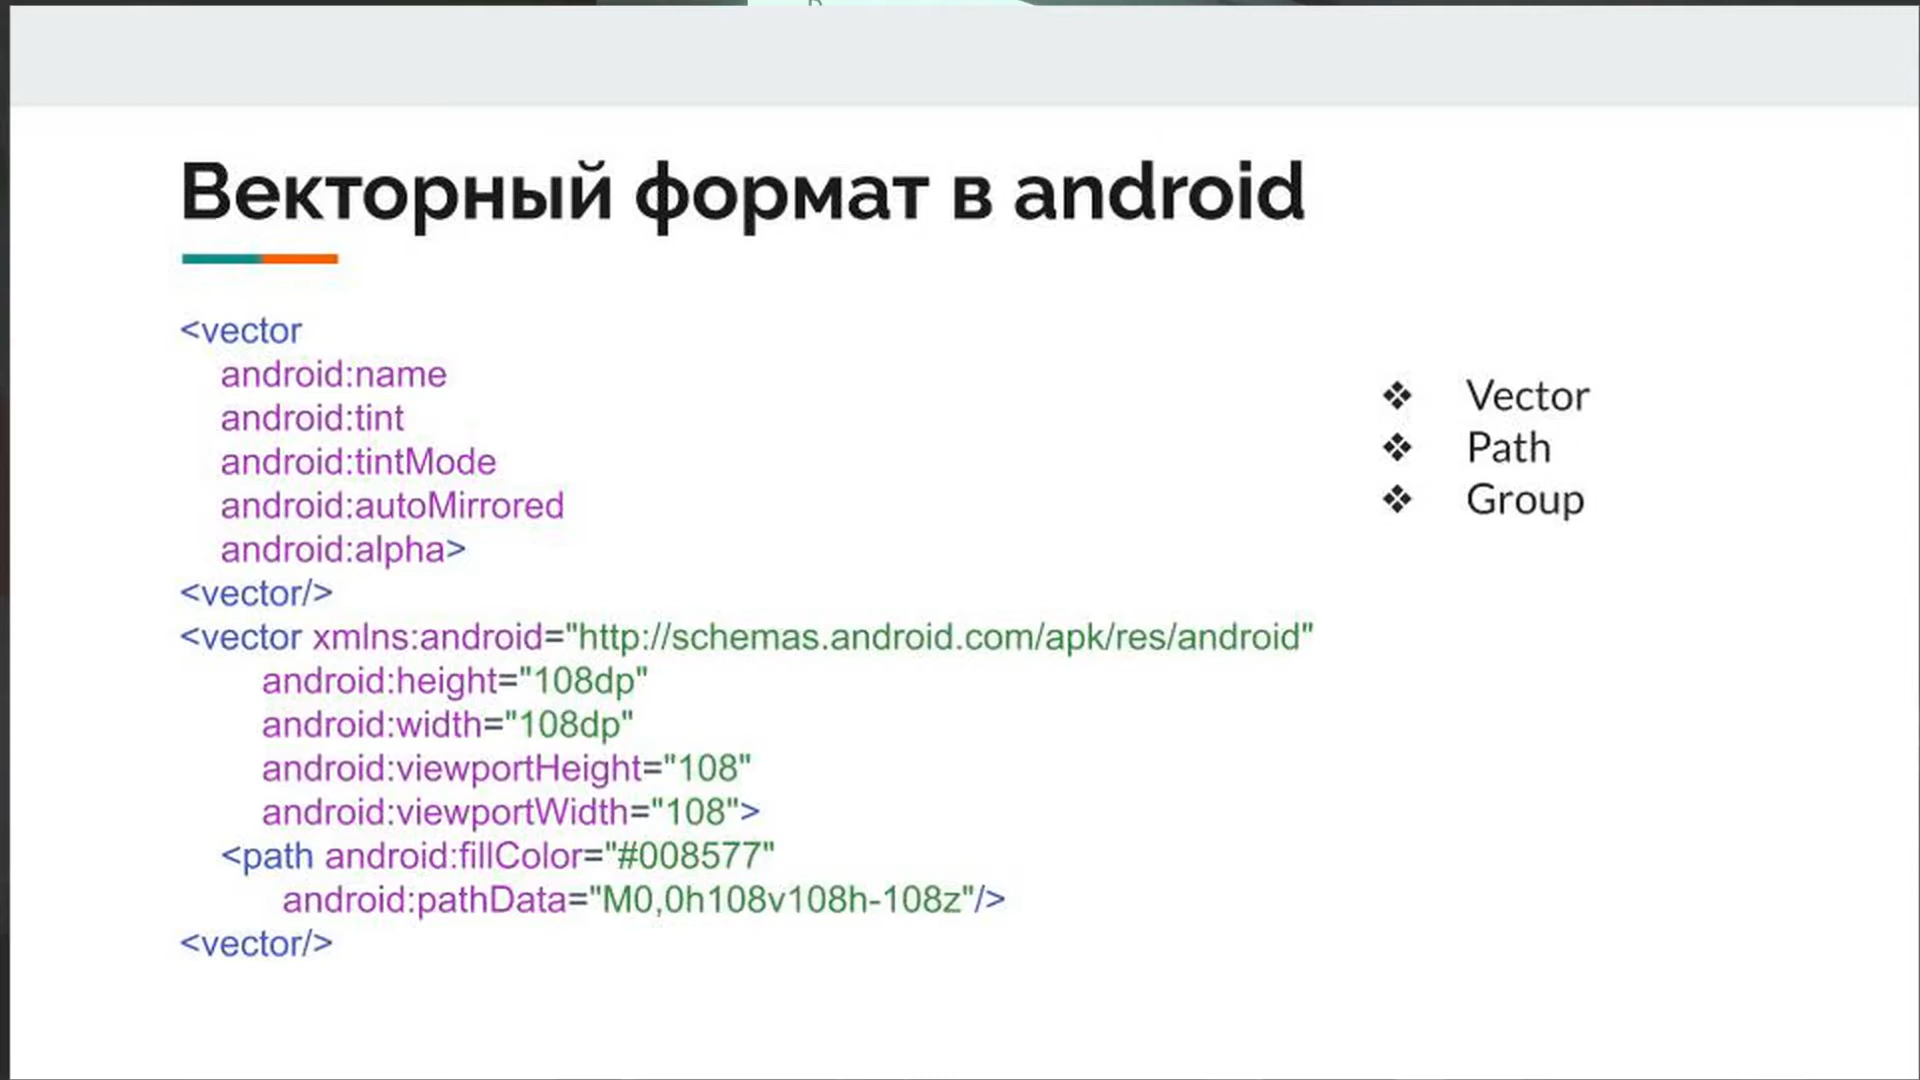 Векторный формат в android
<vector
android:name
android:tint
android:tintMode
android:autoMirrored
android:alpha>
<vector/>
<vector xmlns:android="http://schemas.android.com/apk/res/android"
android:height="108dp"
android:width="108dp"
android:viewportHeight="108"
android:viewportWidth="108">
<path android:fillColor="#008577"
android:pathData="M0,0h108v108h-108z"/>
<vector/>
❖ Vector
❖ Path
❖ Group